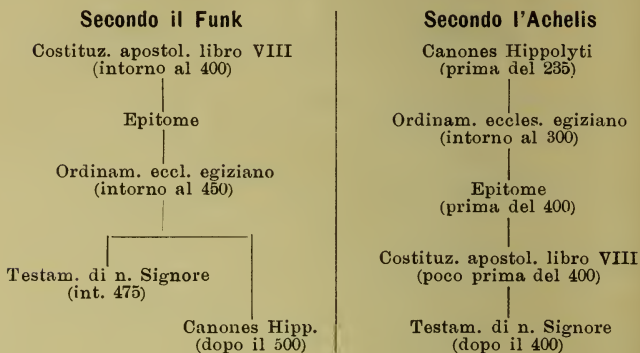 Secondo il Funk
Costituz. apostol. libro VIII
(intorno al 400)
Epitome
Ordinam. eccl. egiziano
(intorno al 450)
Testam. di n. Signore
(int. 475)
Canones Hipp.
(dopo il 500)
Secondo l'Achelis
Canones Hippolyti
(prima del 235)
Ordinam. eccles. egiziano
(intorno al 300)
Epitome
(prima del 400)
Costituz. apostol. libro VIII
(poco prima del 400)
Testam. di n. Signore
(dopo il 400)